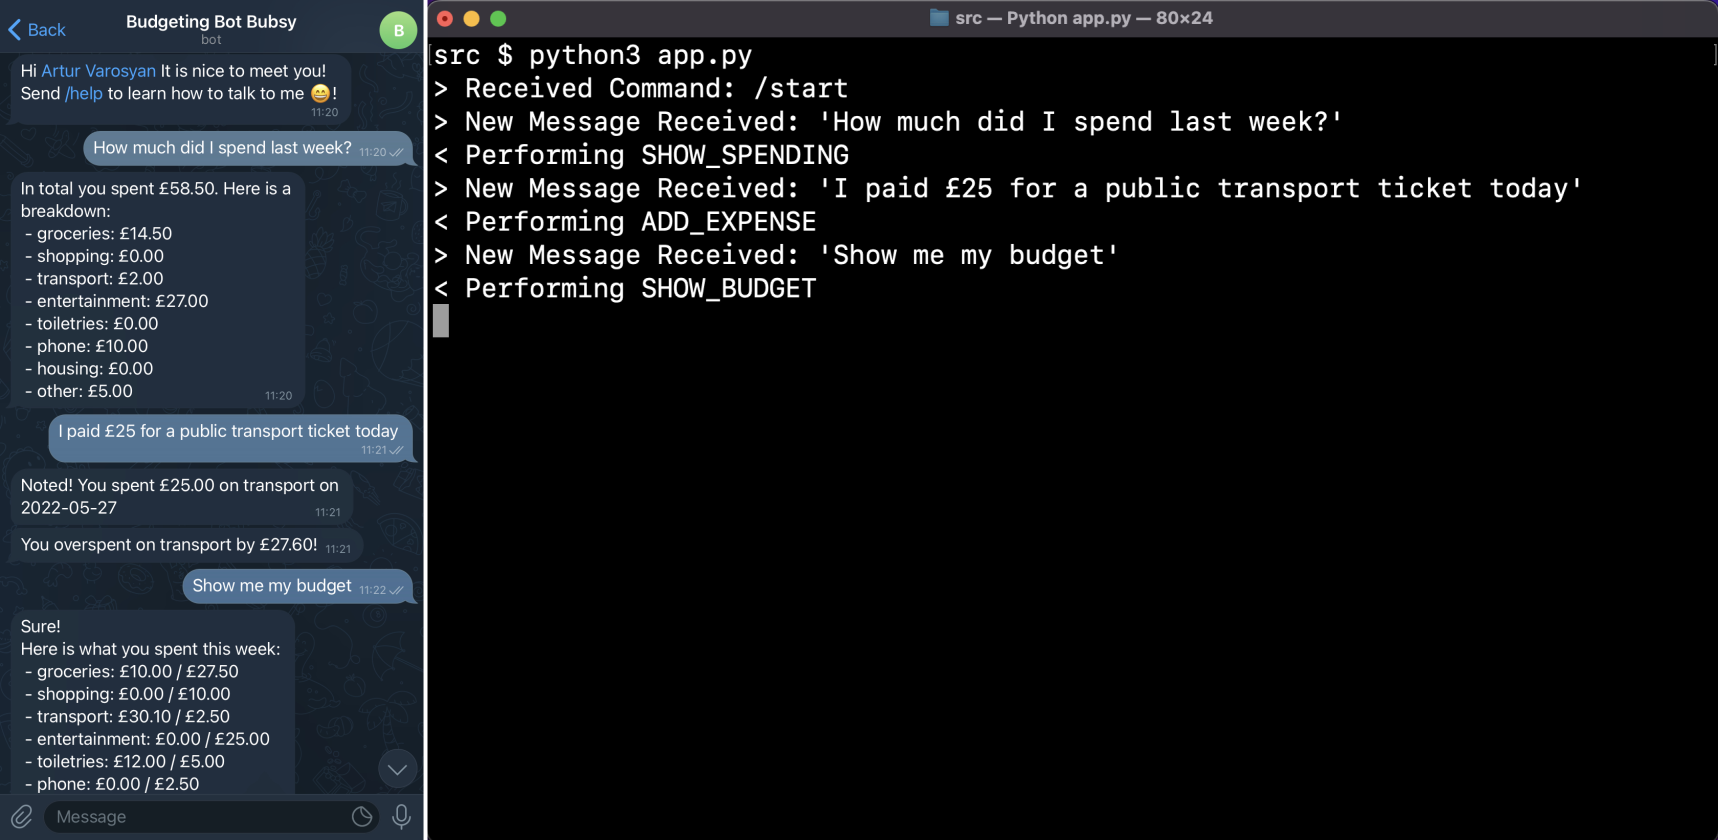 Back
Budgeting Bot Bubsy
bot
B
Hi Artur Varosyan It is nice to meet you!
Send /help to learn how to talk to me 😄!
11:20
How much did I spend last week? 11:20
In total you spent £58.50. Here is a
breakdown:
- groceries: £14.50
- shopping: £0.00
- transport: £2.00
- entertainment: £27.00
- toiletries: £0.00
- phone: £10.00
- housing: £0.00
- other: £5.00
11:20
I paid £25 for a public transport ticket today
11:21
Noted! You spent £25.00 on transport on
2022-05-27
11:21
You overspent on transport by £27.60! 11:21
Show me my budget 11:22
Sure!
Here is what you spent this week:
- groceries: £10.00 / £27.50
- shopping: £0.00 / £10.00
- transport: £30.10 / £2.50
- entertainment: £0.00 / £25.00
- toiletries: £12.00 / £5.00
- phone: £0.00 / £2.50
Message
src — Python app.py — 80×24
src $ python3 app.py
> Received Command: /start
> New Message Received: 'How much did I spend last week?'
< Performing SHOW_SPENDING
> New Message Received: 'I paid £25 for a public transport ticket today'
< Performing ADD_EXPENSE
> New Message Received: 'Show me my budget'
< Performing SHOW_BUDGET